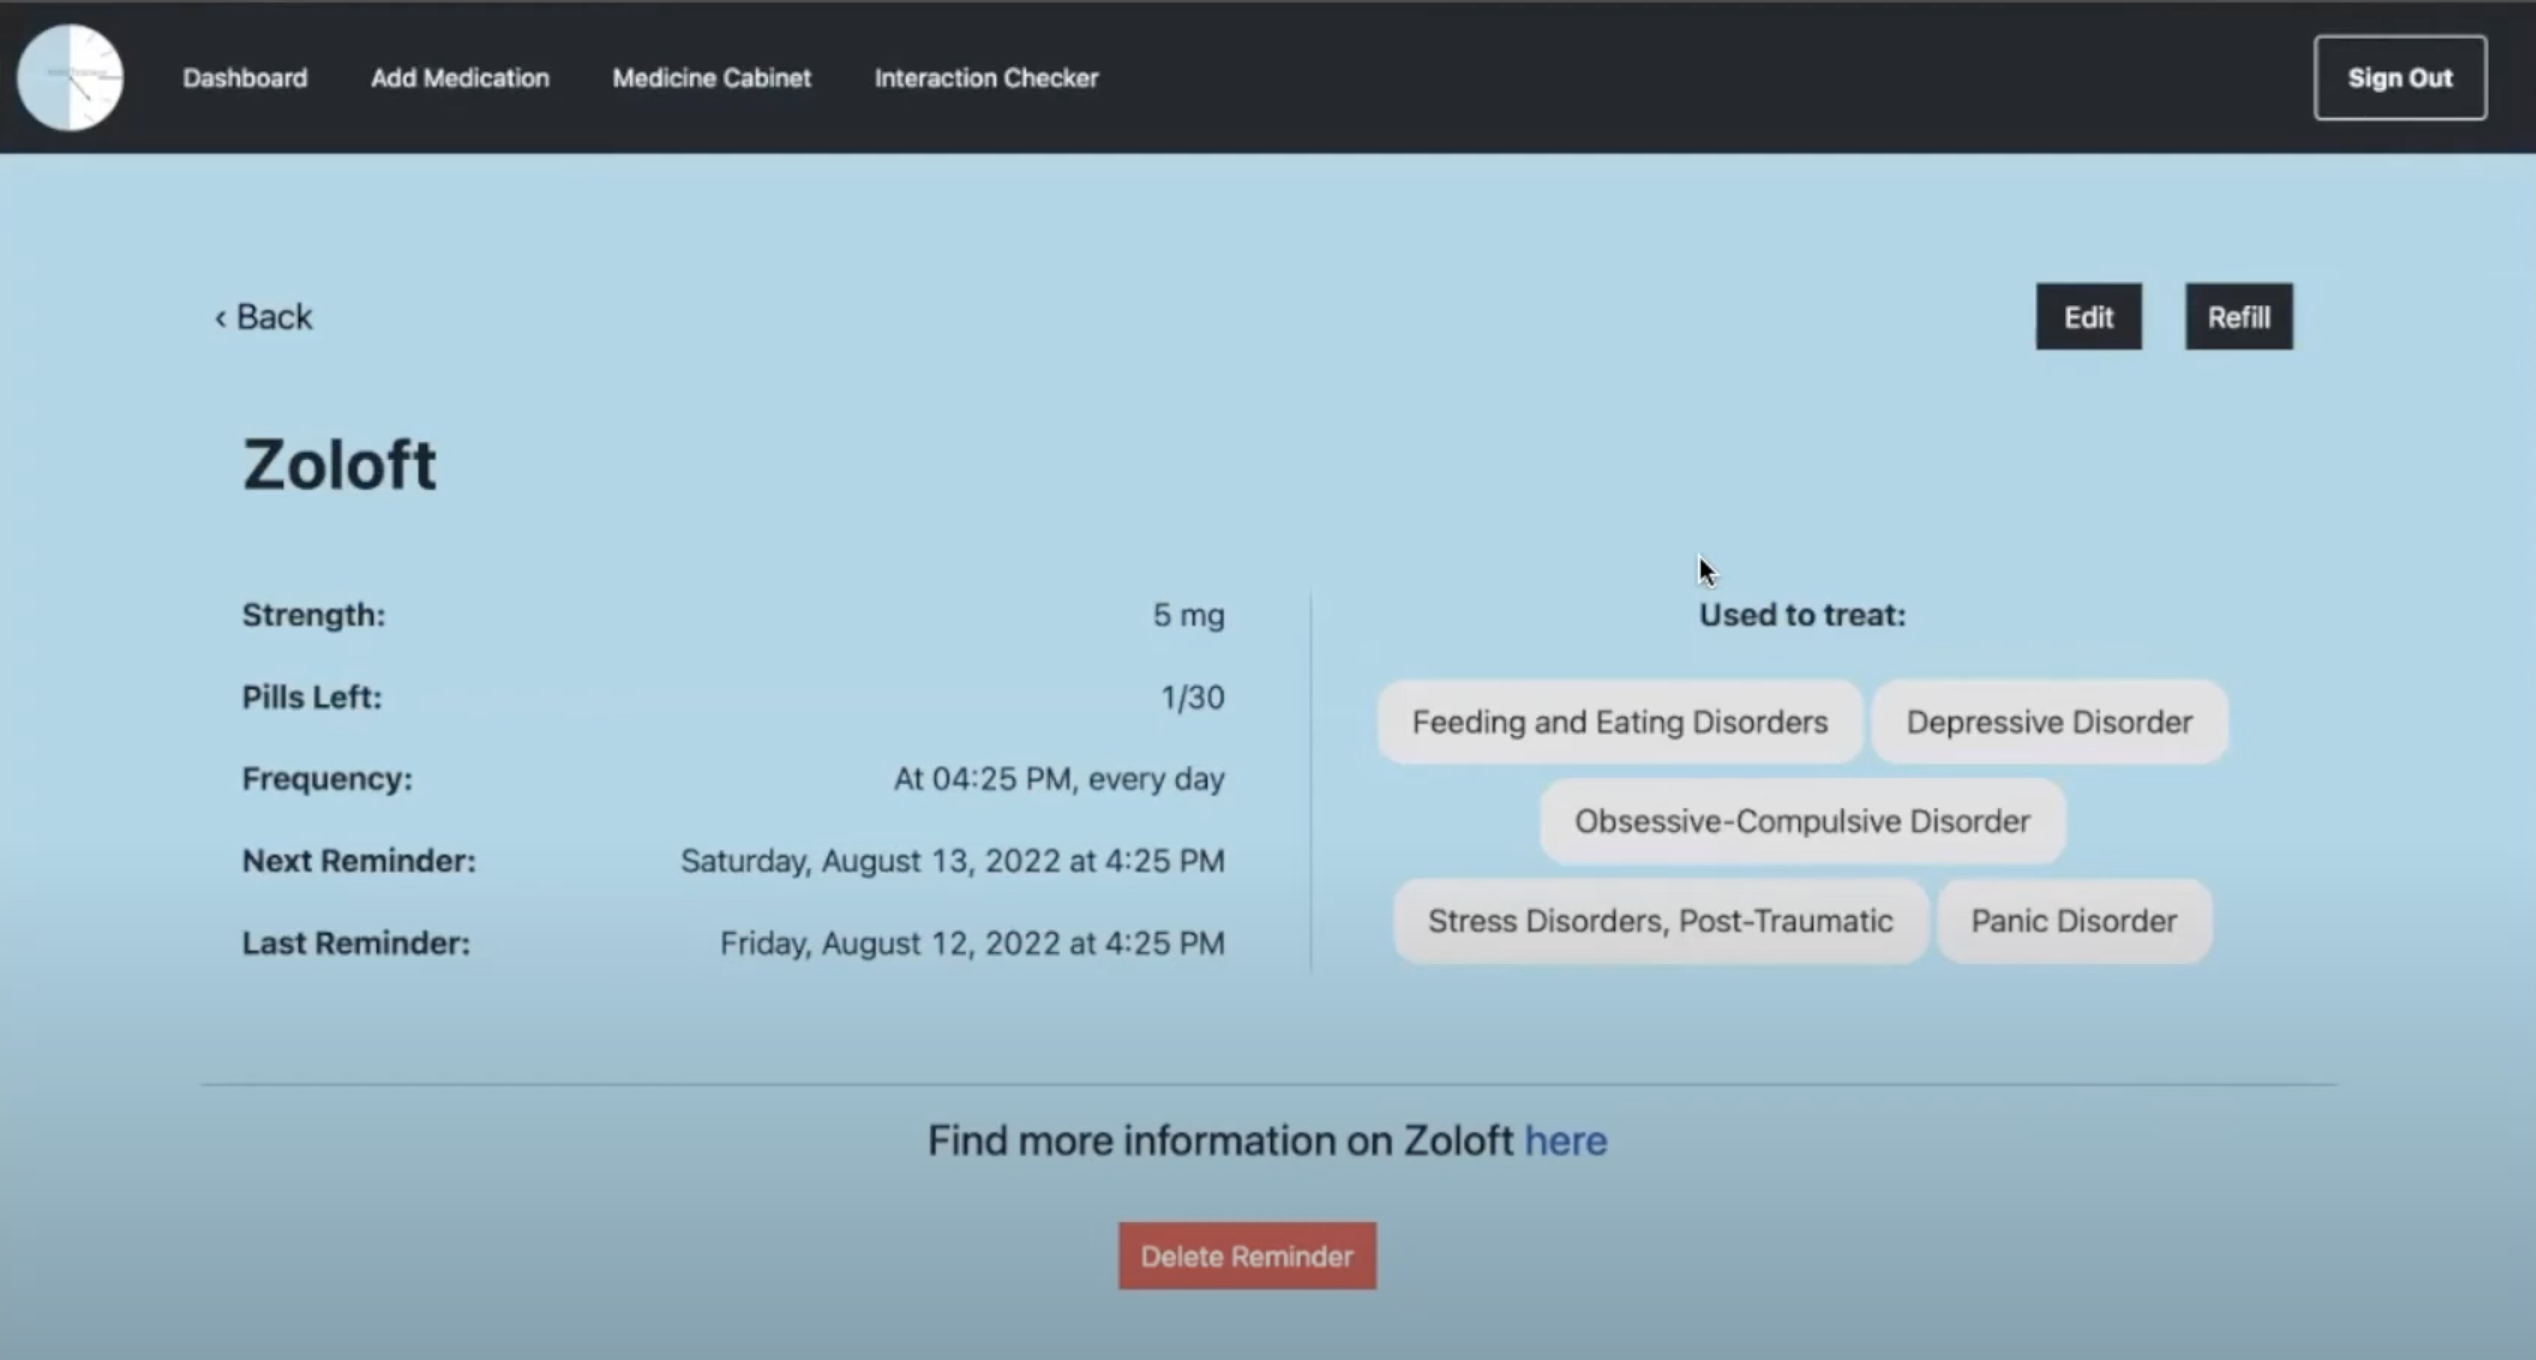 Dashboard Add Medication Medicine Cabinet Interaction Checker Sign Out
‹ Back
Edit Refill
Zoloft
Strength: 5 mg
Pills Left: 1/30
Frequency: At 04:25 PM, every day
Next Reminder: Saturday, August 13, 2022 at 4:25 PM
Last Reminder: Friday, August 12, 2022 at 4:25 PM
Used to treat:
Feeding and Eating Disorders Depressive Disorder
Obsessive-Compulsive Disorder
Stress Disorders, Post-Traumatic Panic Disorder
Find more information on Zoloft here
Delete Reminder